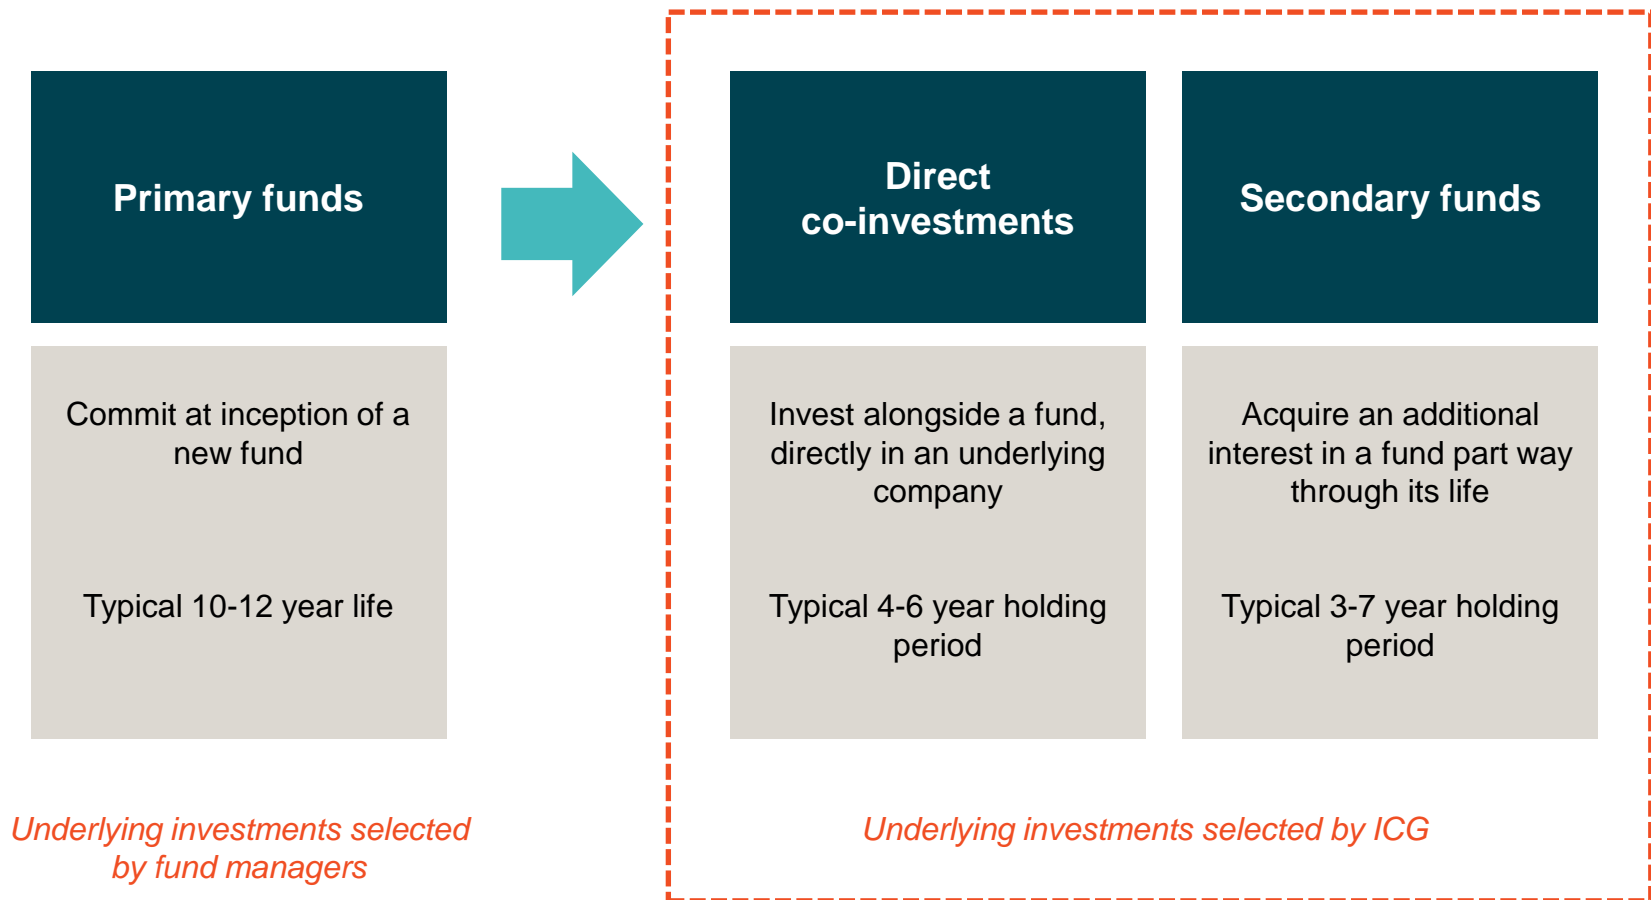 Primary funds
Commit at inception of a
new fund
Typical 10-12 year life
Underlying investments selected
by fund managers
Direct
co-investments
Invest alongside a fund,
directly in an underlying
company
Typical 4-6 year holding
period
Secondary funds
Acquire an additional
interest in a fund part way
through its life
Typical 3-7 year holding
period
Underlying investments selected by ICG